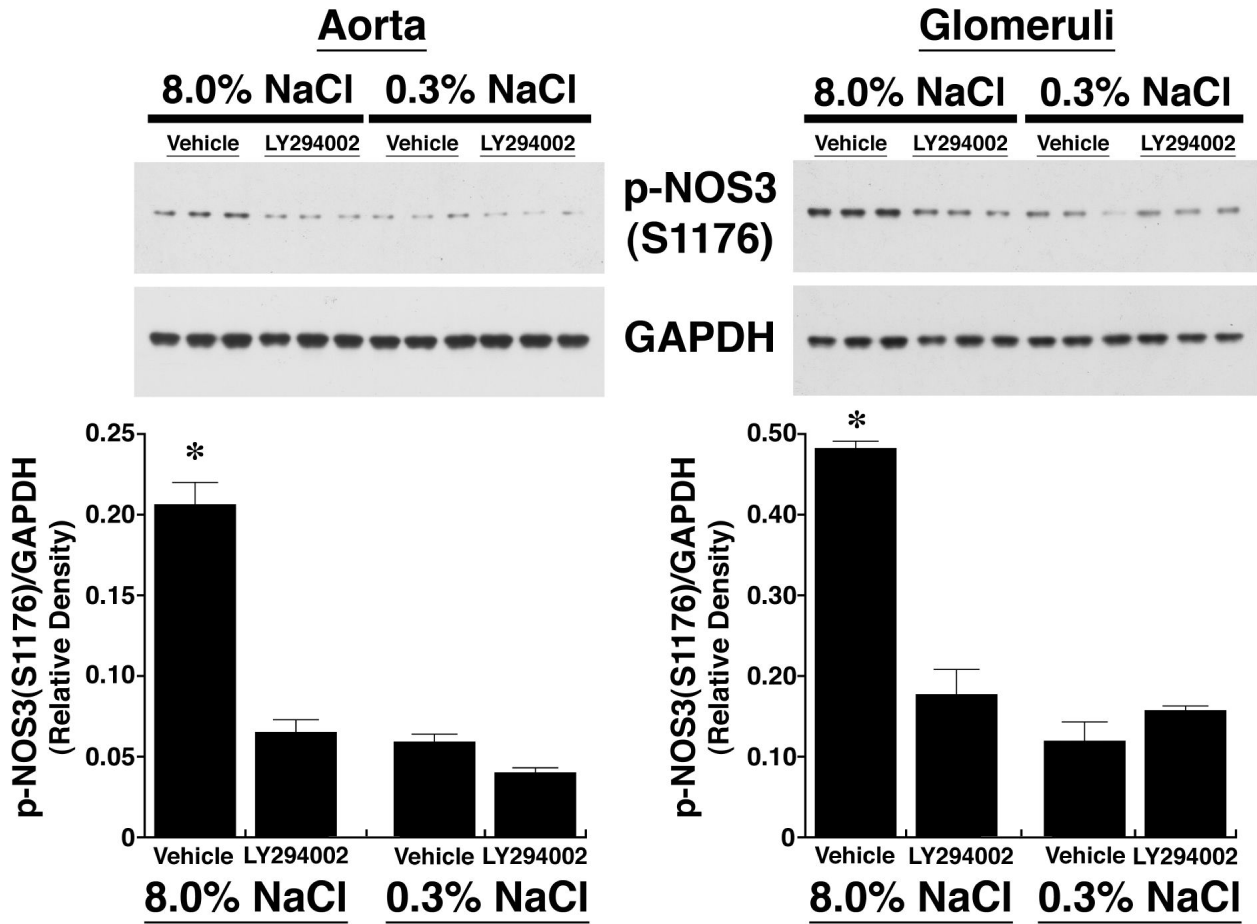 Aorta
Glomeruli
8.0% NaCl 0.3% NaCl
8.0% NaCl 0.3% NaCl
Vehicle LY294002 Vehicle LY294002
Vehicle LY294002 Vehicle LY294002
p-NOS3
(S1176)
GAPDH
p-NOS3(S1176)/GAPDH
(Relative Density)
0.25
0.20
0.15
0.10
0.05
0
*
Vehicle LY294002 Vehicle LY294002
8.0% NaCl 0.3% NaCl
p-NOS3(S1176)/GAPDH
(Relative Density)
0.50
0.40
0.30
0.20
0.10
0
*
Vehicle LY294002 Vehicle LY294002
8.0% NaCl 0.3% NaCl